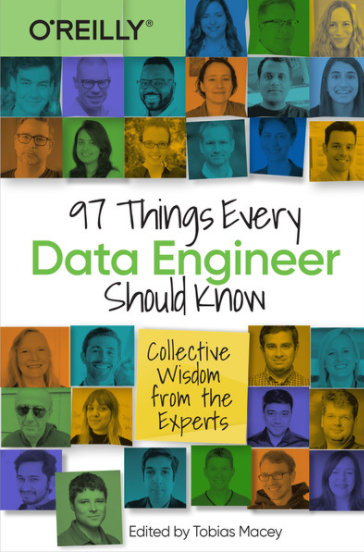 O'REILLY®
97 Things Every
Data Engineer
Should Know
Collective
Wisdom
from the
Experts
Edited by Tobias Macey